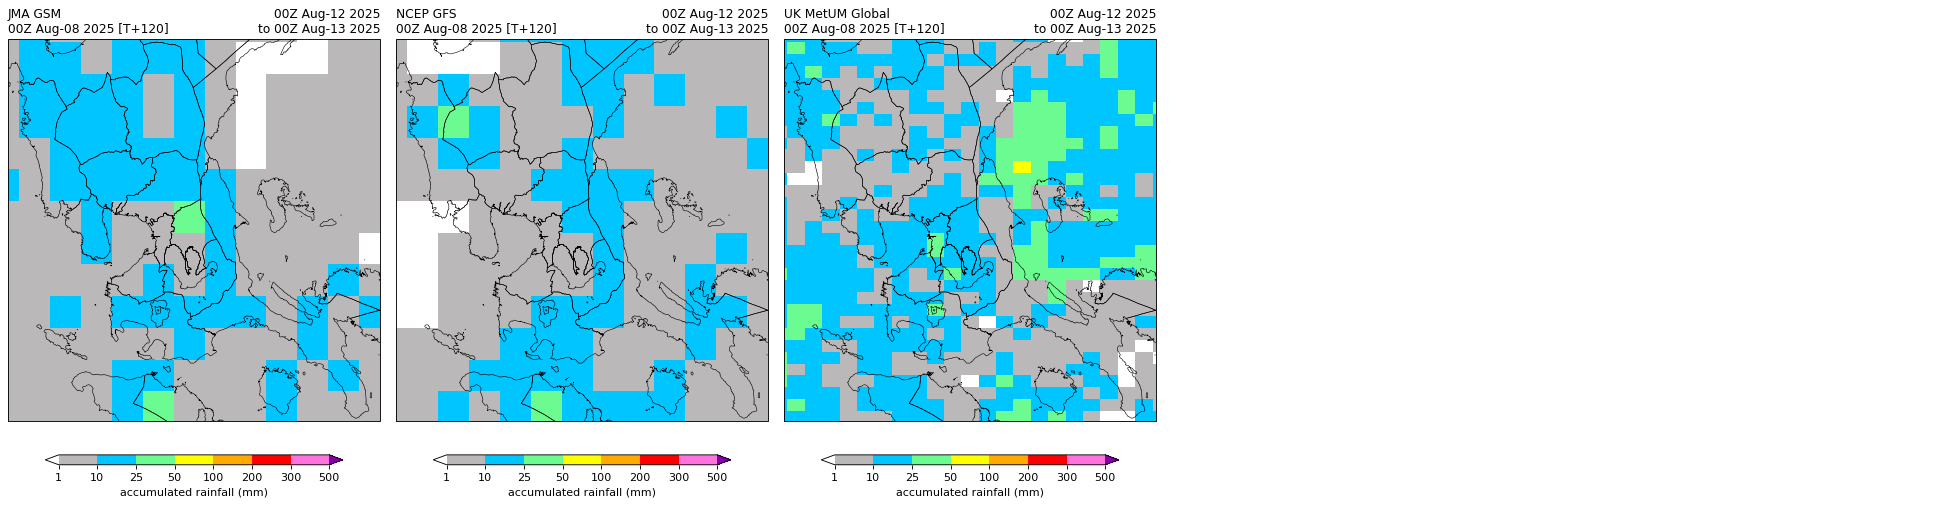 JMA GSM 00Z Aug-12 2025
00Z Aug-08 2025 [T+120] to 00Z Aug-13 2025
NCEP GFS 00Z Aug-12 2025
00Z Aug-08 2025 [T+120] to 00Z Aug-13 2025
UK MetUM Global 00Z Aug-12 2025
00Z Aug-08 2025 [T+120] to 00Z Aug-13 2025
1 10 25 50 100 200 300 500
accumulated rainfall (mm)
1 10 25 50 100 200 300 500
accumulated rainfall (mm)
1 10 25 50 100 200 300 500
accumulated rainfall (mm)